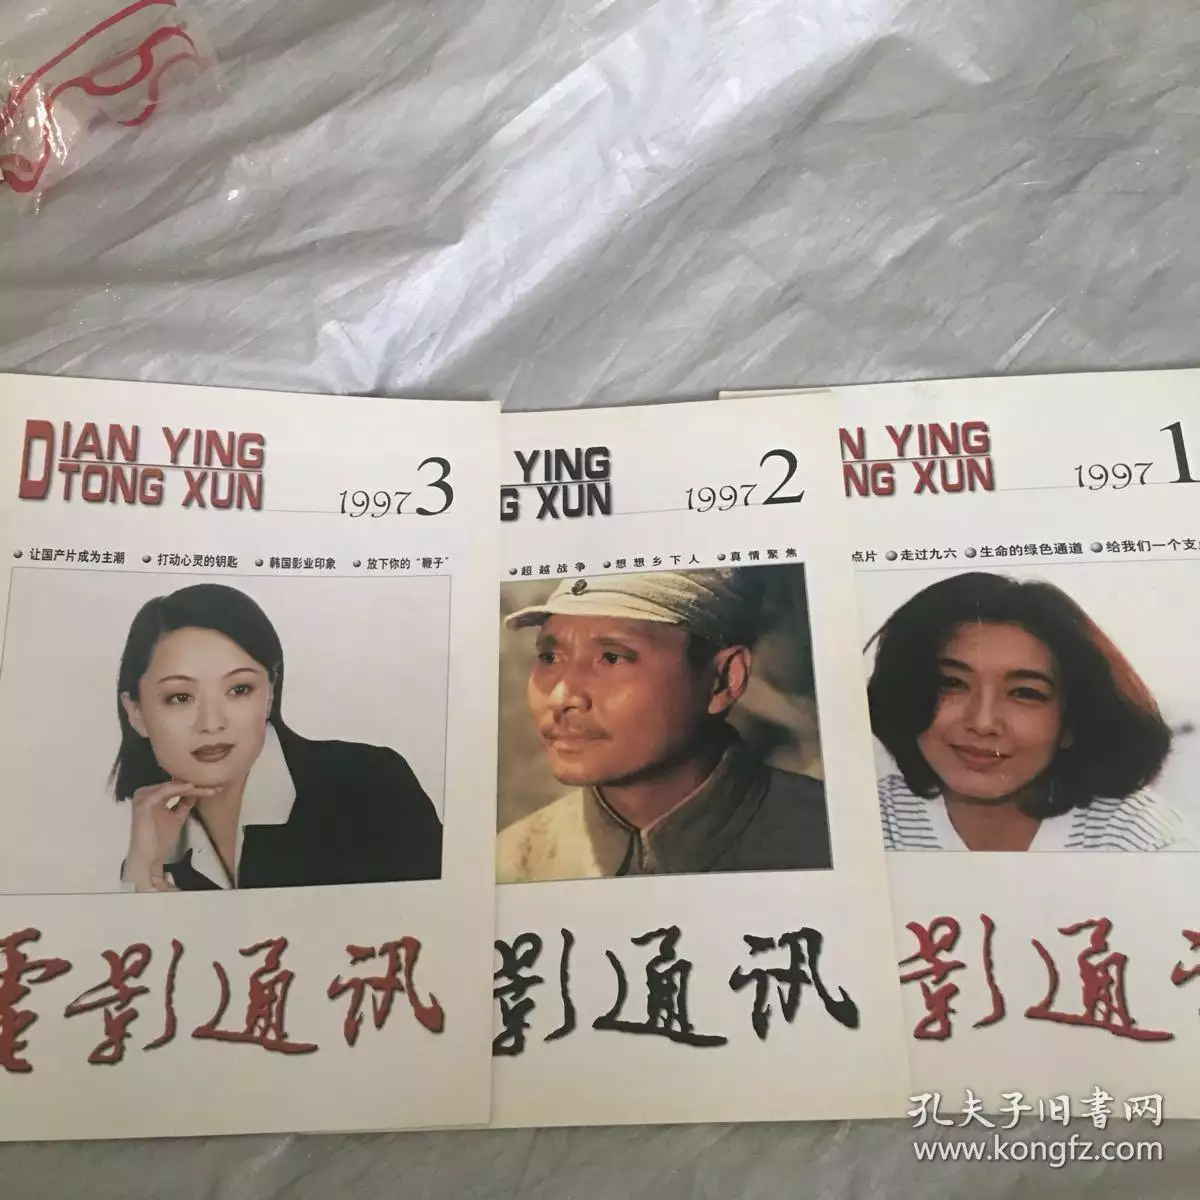 DIAN YING
TONG XUN
1997 3
让国产片成为主潮 打动心灵的钥匙 韩国影业印象 放下你的“鞭子”
電影通讯
YING
G XUN
1997 2
超越战争 想想乡下人 真情聚焦
影通讯
N YING
NG XUN
1997 1
点片 走过九六 生命的绿色通道 给我们一个支
影通
孔夫子旧書网
www.kongfz.com